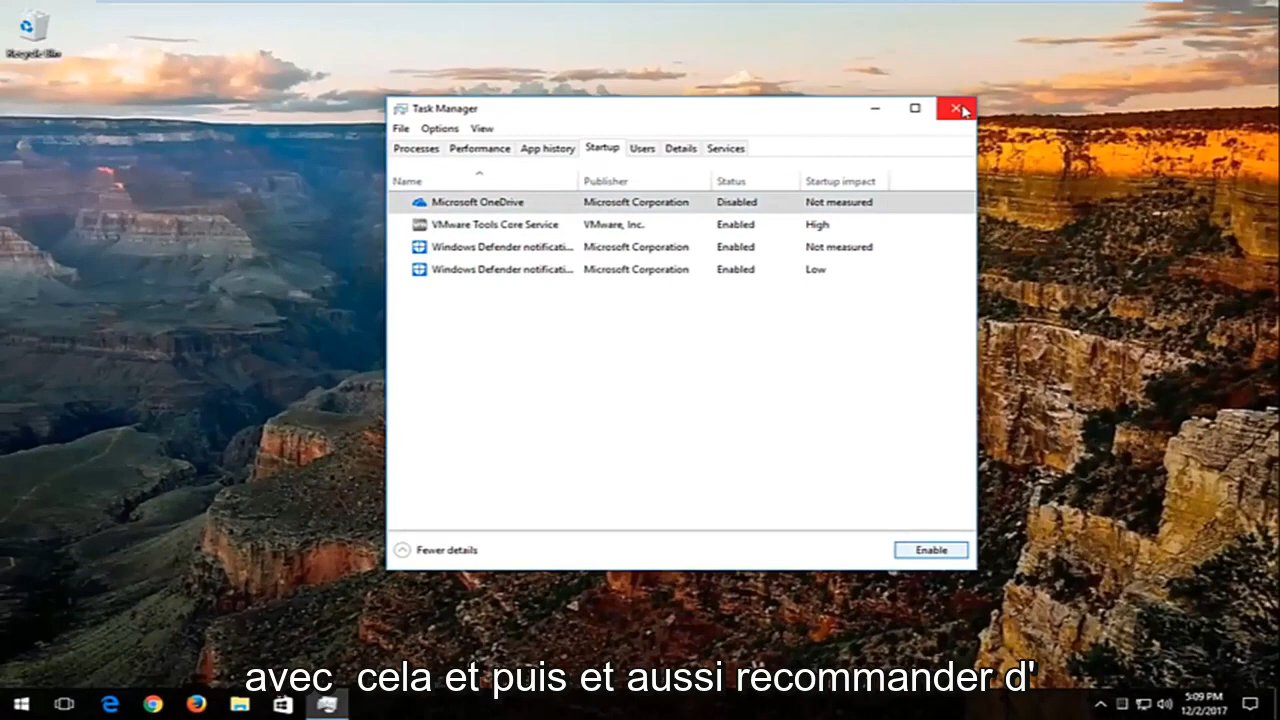 Recycle Bin
Task Manager
File Options View
Processes Performance App history Startup Users Details Services
Name Publisher Status Startup impact
Microsoft OneDrive Microsoft Corporation Disabled Not measured
VMware Tools Core Service VMware, Inc. Enabled High
Windows Defender notificati... Microsoft Corporation Enabled Not measured
Windows Defender notificati... Microsoft Corporation Enabled Low
Fewer details Enable
avec cela et puis et aussi recommander d'
5:09 PM
12/2/2017